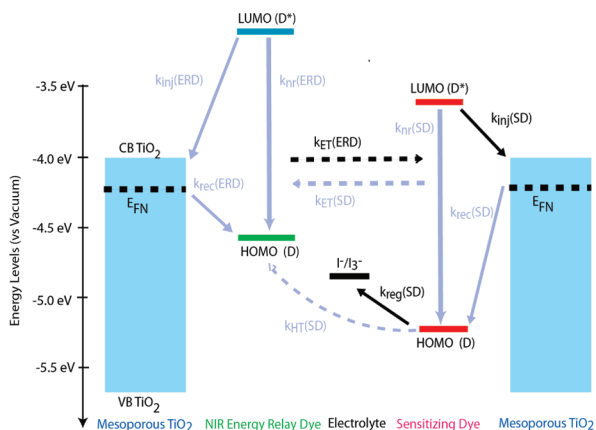 LUMO (D*)
kinj(ERD)
knr(ERD)
-3.5 eV
LUMO (D*)
knr(SD)
kinj(SD)
CB TiO2
-4.0 eV
kET(ERD)
krec(ERD)
kET(SD)
krec(SD)
EFN
EFN
-4.5 eV
HOMO (D)
I-/I3-
kreg(SD)
-5.0 eV
kHT(SD)
HOMO (D)
-5.5 eV
VB TiO2
Energy Levels (vs Vacuum)
Mesoporous TiO2 NIR Energy Relay Dye Electrolyte Sensitizing Dye Mesoporous TiO2